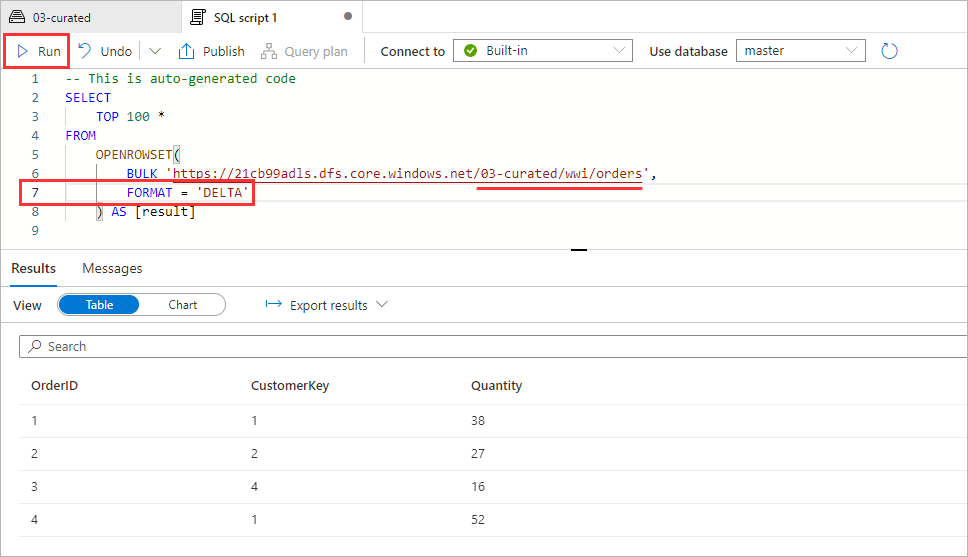 03-curated SQL script 1
Run Undo Publish Query plan Connect to Built-in Use database master
1 -- This is auto-generated code
2 SELECT
3 TOP 100 *
4 FROM
5 OPENROWSET(
6 BULK 'https://21cb99adls.dfs.core.windows.net/03-curated/wwi/orders',
7 FORMAT = 'DELTA'
8 ) AS [result]
9
Results Messages
View Table Chart Export results
Search
OrderID CustomerKey Quantity
1 1 38
2 2 27
3 4 16
4 1 52